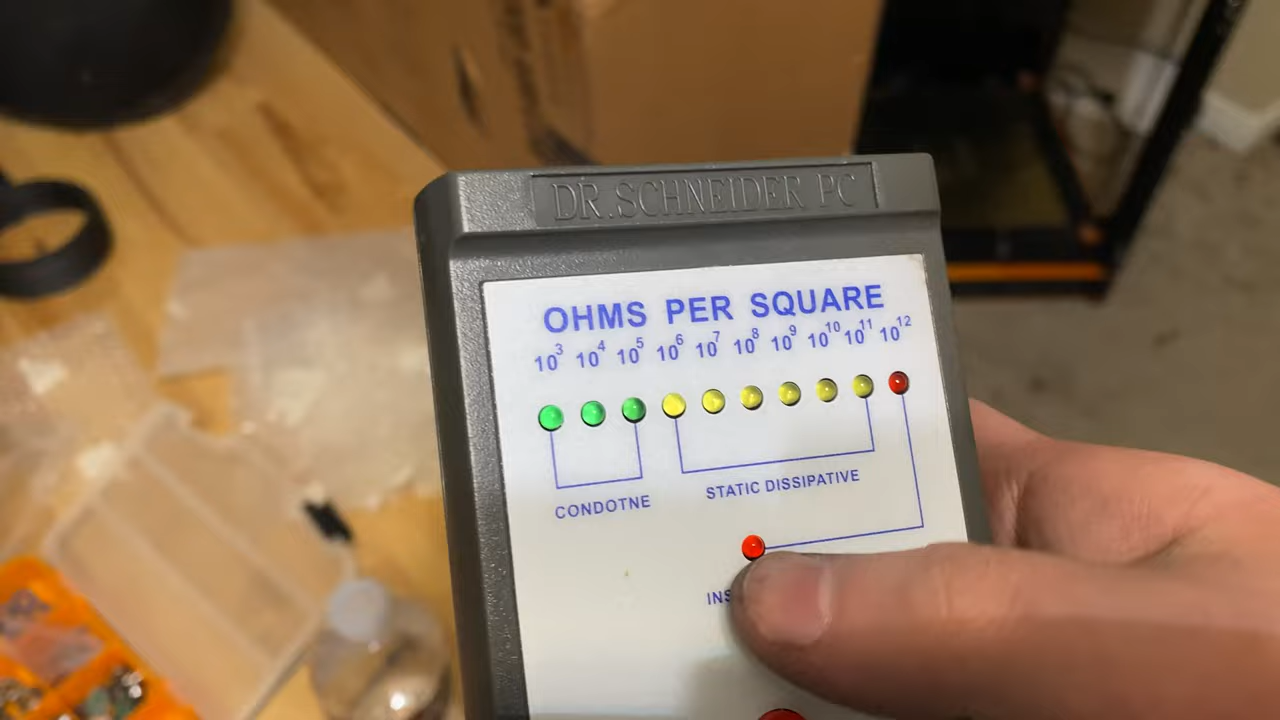 DR.SCHNEIDER PC
OHMS PER SQUARE
10³ 10⁴ 10⁵ 10⁶ 10⁷ 10⁸ 10⁹ 10¹⁰ 10¹¹ 10¹²
CONDOTNE
STATIC DISSIPATIVE